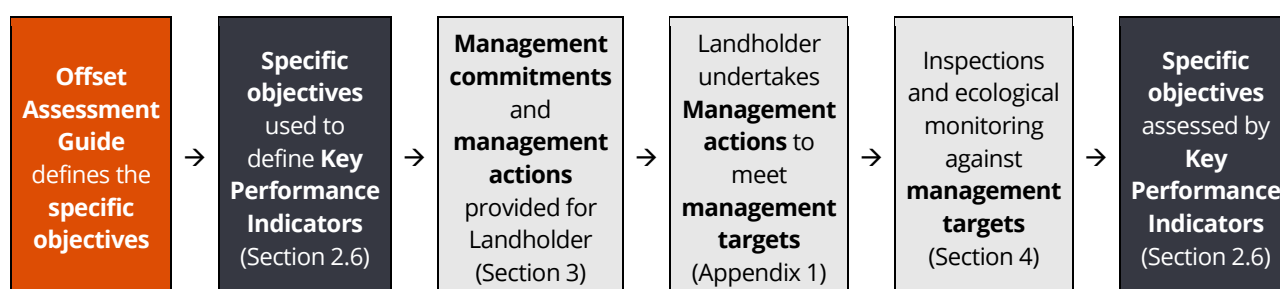 Offset
Assessment
Guide
defines the
specific
objectives
→
Specific
objectives
used to
define Key
Performance
Indicators
(Section 2.6)
→
Management
commitments
and
management
actions
provided for
Landholder
(Section 3)
→
Landholder
undertakes
Management
actions to
meet
management
targets
(Appendix 1)
→
Inspections
and ecological
monitoring
against
management
targets
(Section 4)
→
Specific
objectives
assessed by
Key
Performance
Indicators
(Section 2.6)